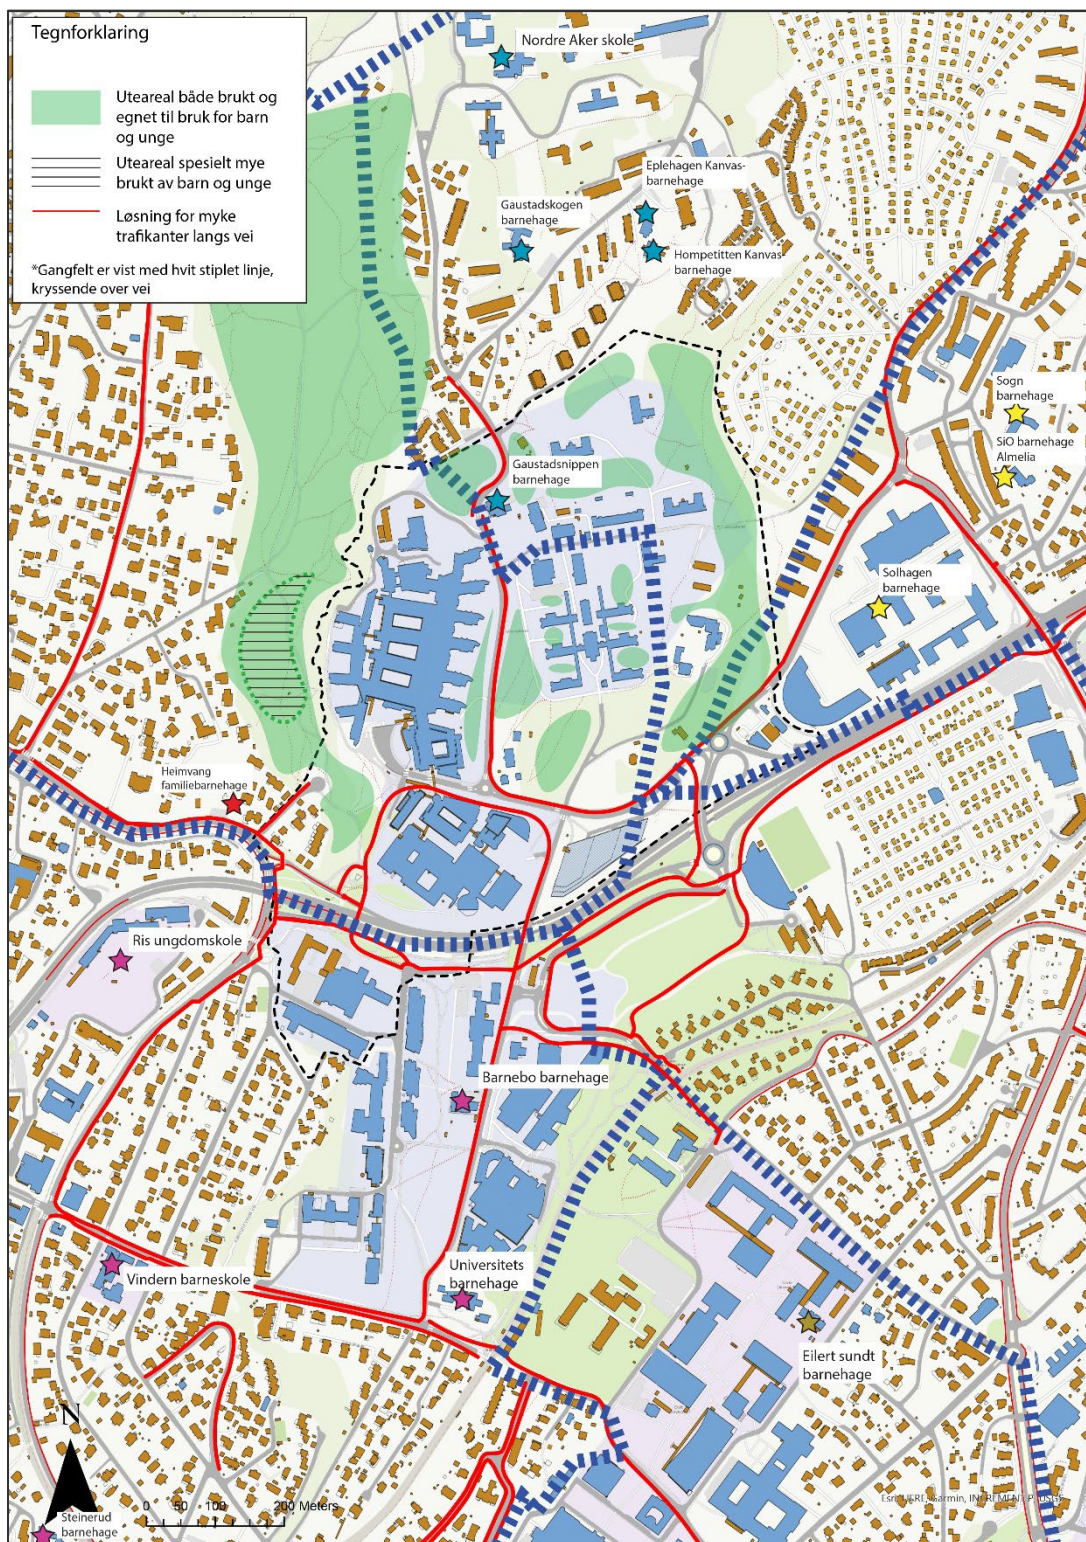 Tegnforklaring
Uteareal både brukt og
egnet til bruk for barn
og unge
Uteareal spesielt mye
brukt av barn og unge
Løsning for myke
trafikanter langs vei
*Gangfelt er vist med hvit stiplet linje,
kryssende over vei
Nordre Aker skole
Eplehagen Kanvas-
barnehage
Gaustadskogen
barnehage
Hompetitten Kanvas
barnehage
Sogn
barnehage
SiO barnehage
Almelia
Gaustadsnippen
barnehage
Solhagen
barnehage
Heimvang
familiebarnehage
Ris ungdomskole
Barnebo barnehage
Vindern barneskole
Universitets
barnehage
Eilert sundt
barnehage
N
0 50 100 200 Meters
Steinerud
barnehage